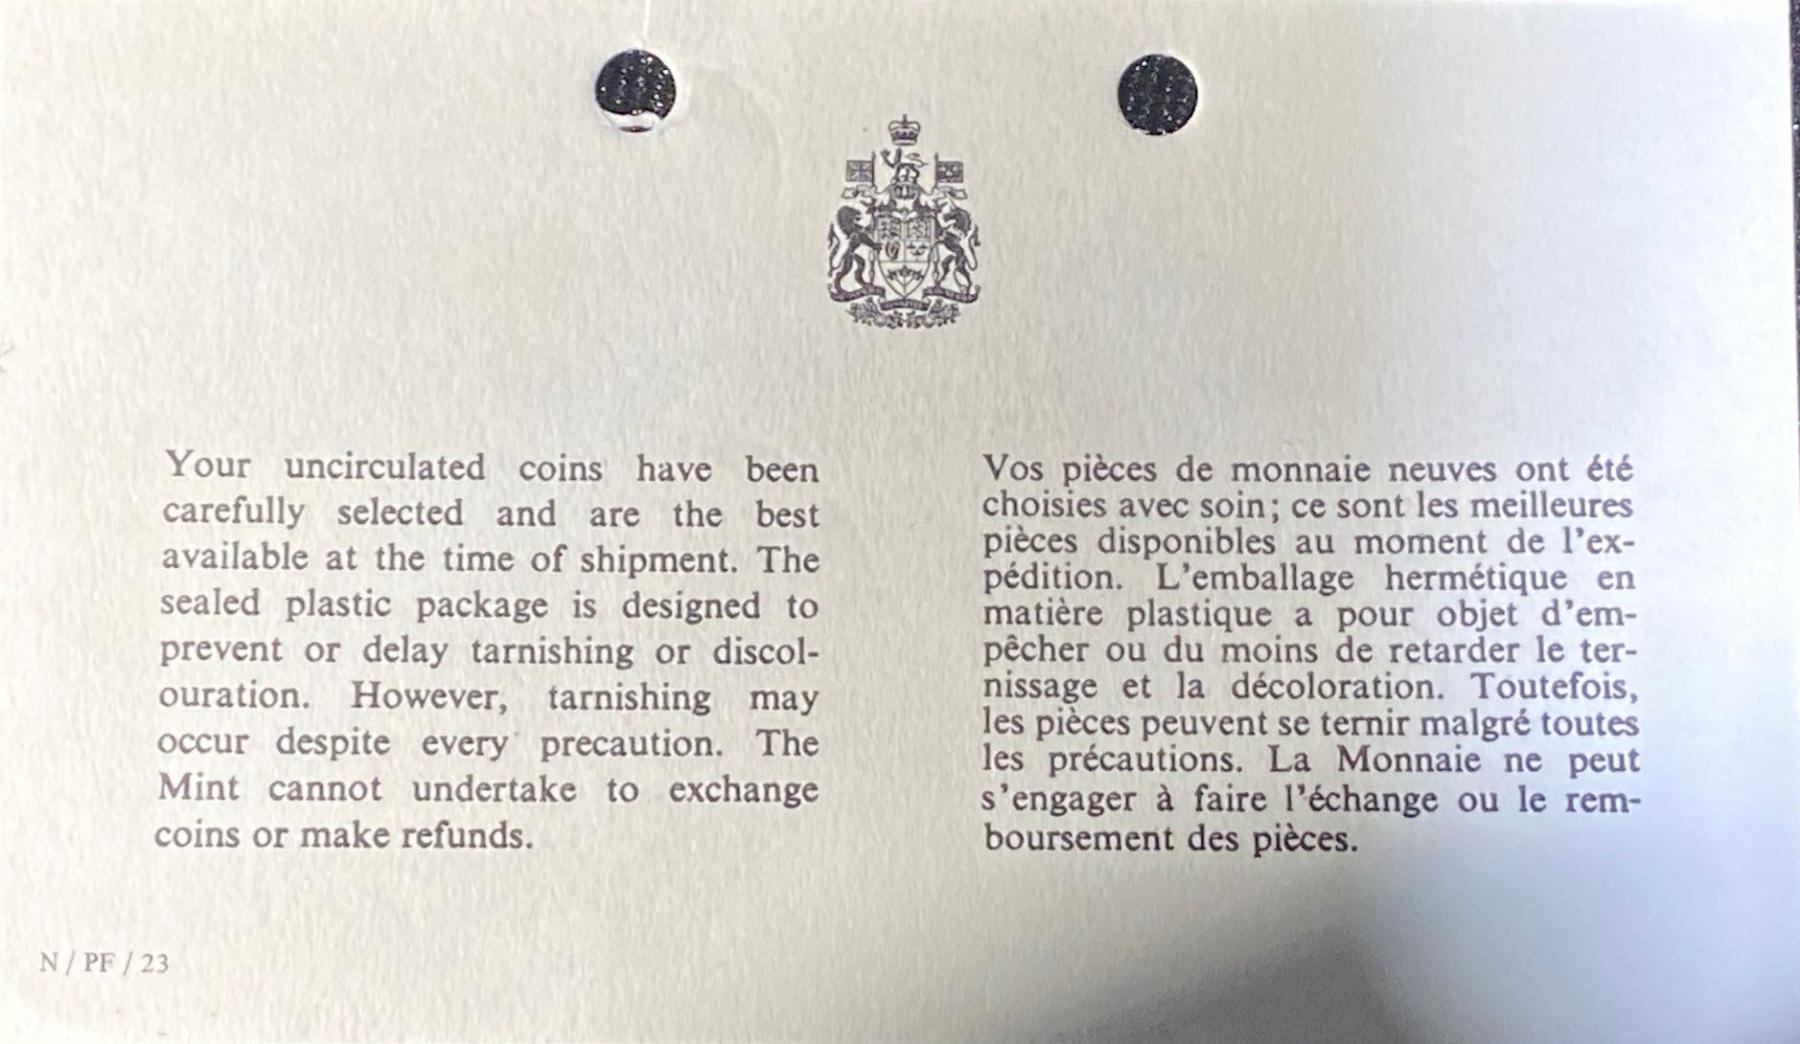 Your uncirculated coins have been
carefully selected and are the best
available at the time of shipment. The
sealed plastic package is designed to
prevent or delay tarnishing or discol-
ouration. However, tarnishing may
occur despite every precaution. The
Mint cannot undertake to exchange
coins or make refunds.
Vos pièces de monnaie neuves ont été
choisies avec soin; ce sont les meilleures
pièces disponibles au moment de l'ex-
pédition. L'emballage hermétique en
matière plastique a pour objet d'em-
pêcher ou du moins de retarder le ter-
nissage et la décoloration. Toutefois,
les pièces peuvent se ternir malgré toutes
les précautions. La Monnaie ne peut
s'engager à faire l'échange ou le rem-
boursement des pièces.
N / PF / 23